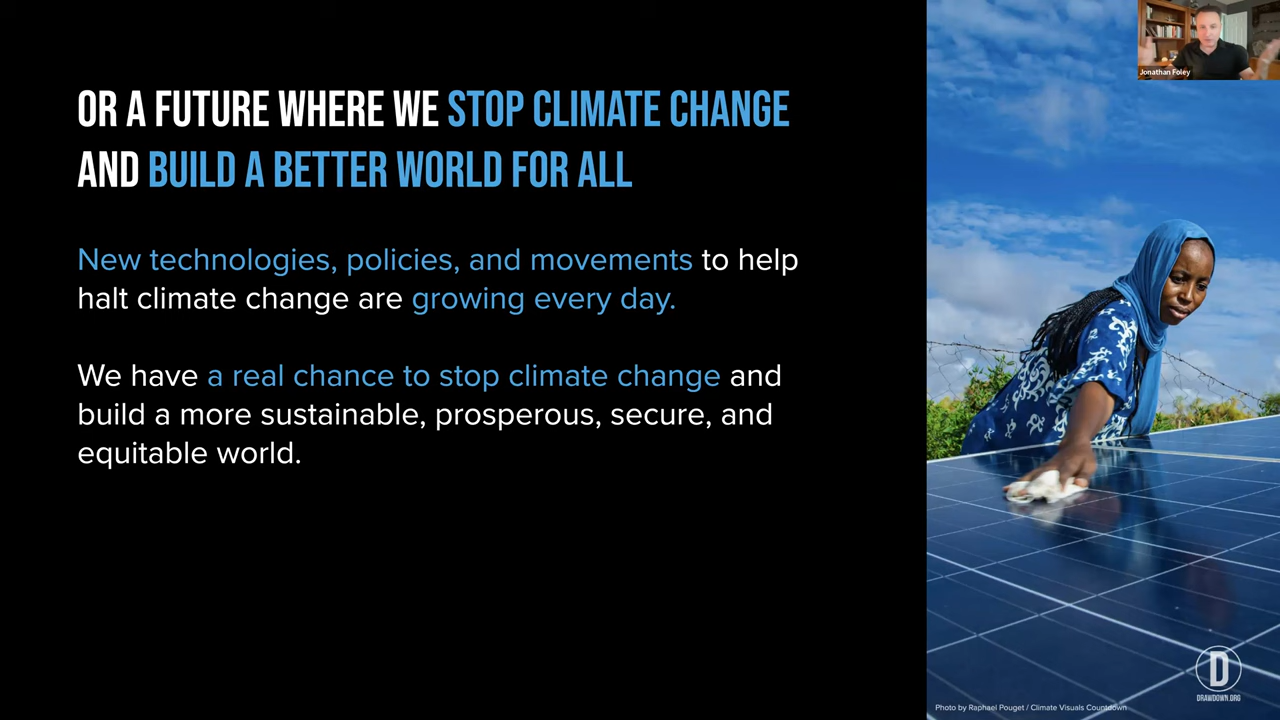 Jonathan Foley
OR A FUTURE WHERE WE STOP CLIMATE CHANGE
AND BUILD A BETTER WORLD FOR ALL
New technologies, policies, and movements to help
halt climate change are growing every day.
We have a real chance to stop climate change and
build a more sustainable, prosperous, secure, and
equitable world.
D
DRAWDOWN.ORG
Photo by Raphael Pouget / Climate Visuals Countdown